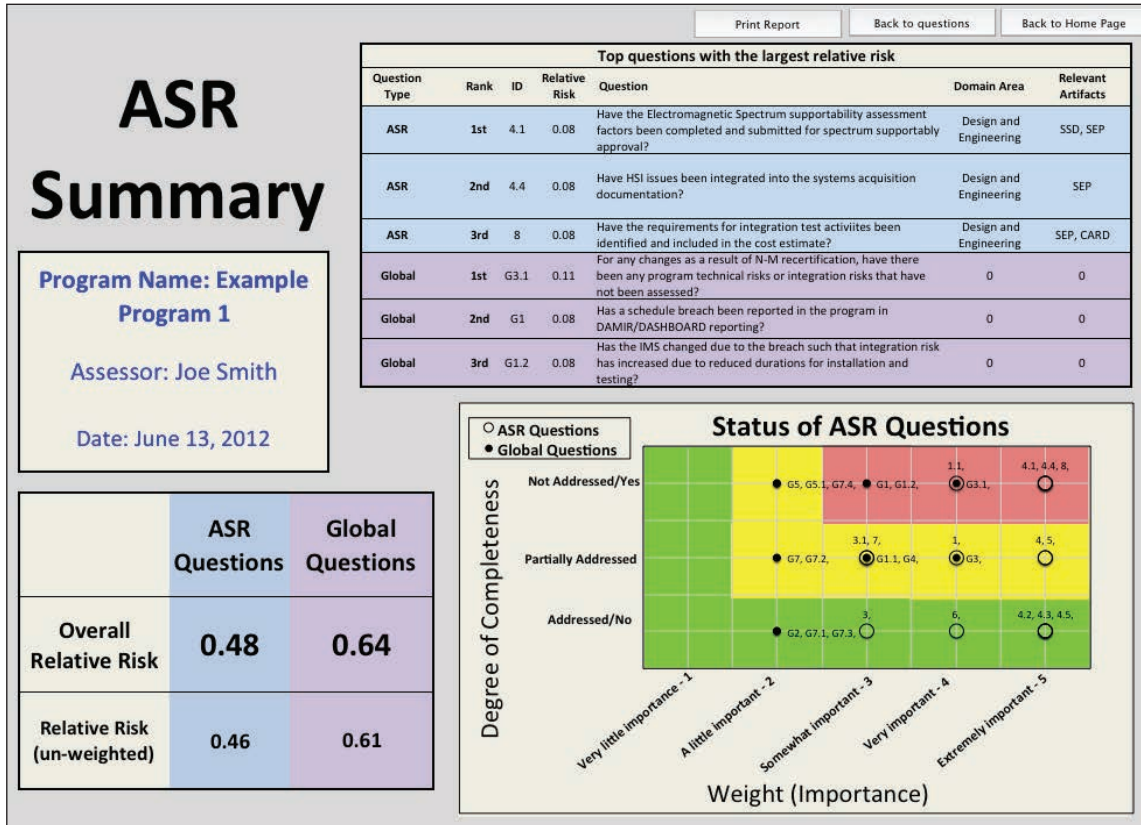 Print Report
Back to questions
Back to Home Page
ASR
Summary
Program Name: Example
Program 1
Assessor: Joe Smith
Date: June 13, 2012
Top questions with the largest relative risk
Question Type Rank ID Relative Risk Question Domain Area Relevant Artifacts
ASR 1st 4.1 0.08 Have the Electromagnetic Spectrum supportability assessment
factors been completed and submitted for spectrum supportably
approval? Design and Engineering SSD, SEP
ASR 2nd 4.4 0.08 Have HSI issues been integrated into the systems acquisition
documentation? Design and Engineering SEP
ASR 3rd 8 0.08 Have the requirements for integration test activiites been
identified and included in the cost estimate? Design and Engineering SEP, CARD
Global 1st G3.1 0.11 For any changes as a result of N-M recertification, have there
been any program technical risks or integration risks that have
not been assessed? 0 0
Global 2nd G1 0.08 Has a schedule breach been reported in the program in
DAMIR/DASHBOARD reporting? 0 0
Global 3rd G1.2 0.08 Has the IMS changed due to the breach such that integration risk
has increased due to reduced durations for installation and
testing? 0 0
ASR Questions Global Questions
Overall Relative Risk 0.48 0.64
Relative Risk (un-weighted) 0.46 0.61
Status of ASR Questions
ASR Questions
Global Questions
Degree of Completeness
Not Addressed/Yes
1.1, 4.1, 4.4, 8,
G5, G5.1, G7.4, G1, G1.2, G3.1,
Partially Addressed
3.1, 7, 1, 4, 5,
G7, G7.2, G1.1, G4, G3,
Addressed/No
3, 6, 4.2, 4.3, 4.5,
G2, G7.1, G7.3,
Very little importance - 1
A little important - 2
Somewhat important - 3
Very important - 4
Extremely important - 5
Weight (Importance)